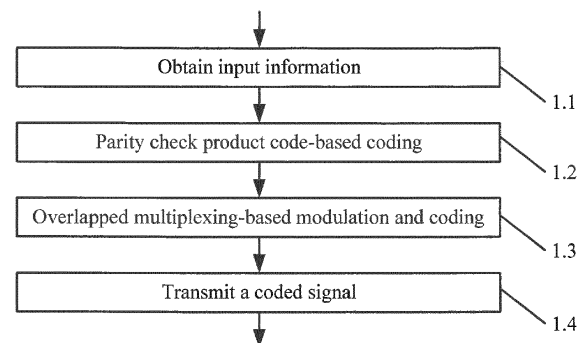 Obtain input information
1.1
Parity check product code-based coding
1.2
Overlapped multiplexing-based modulation and coding
1.3
Transmit a coded signal
1.4